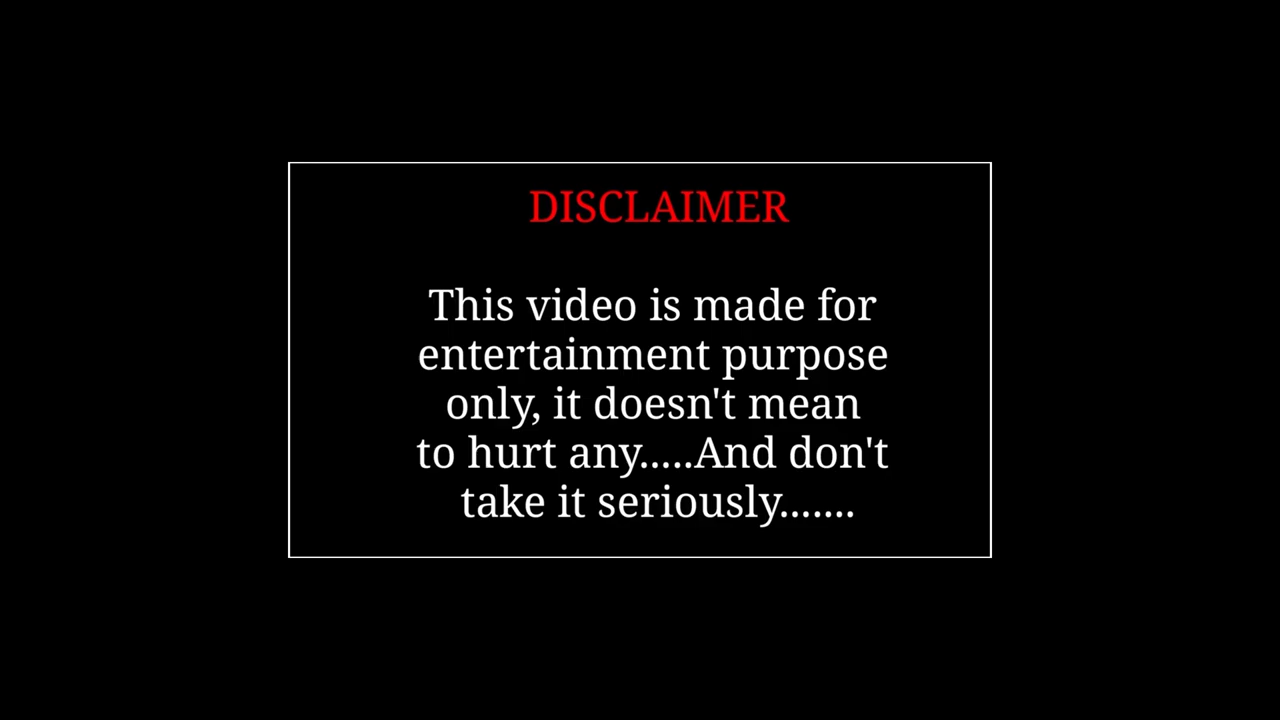 DISCLAIMER
This video is made for
entertainment purpose
only, it doesn't mean
to hurt any.....And don't
take it seriously.......